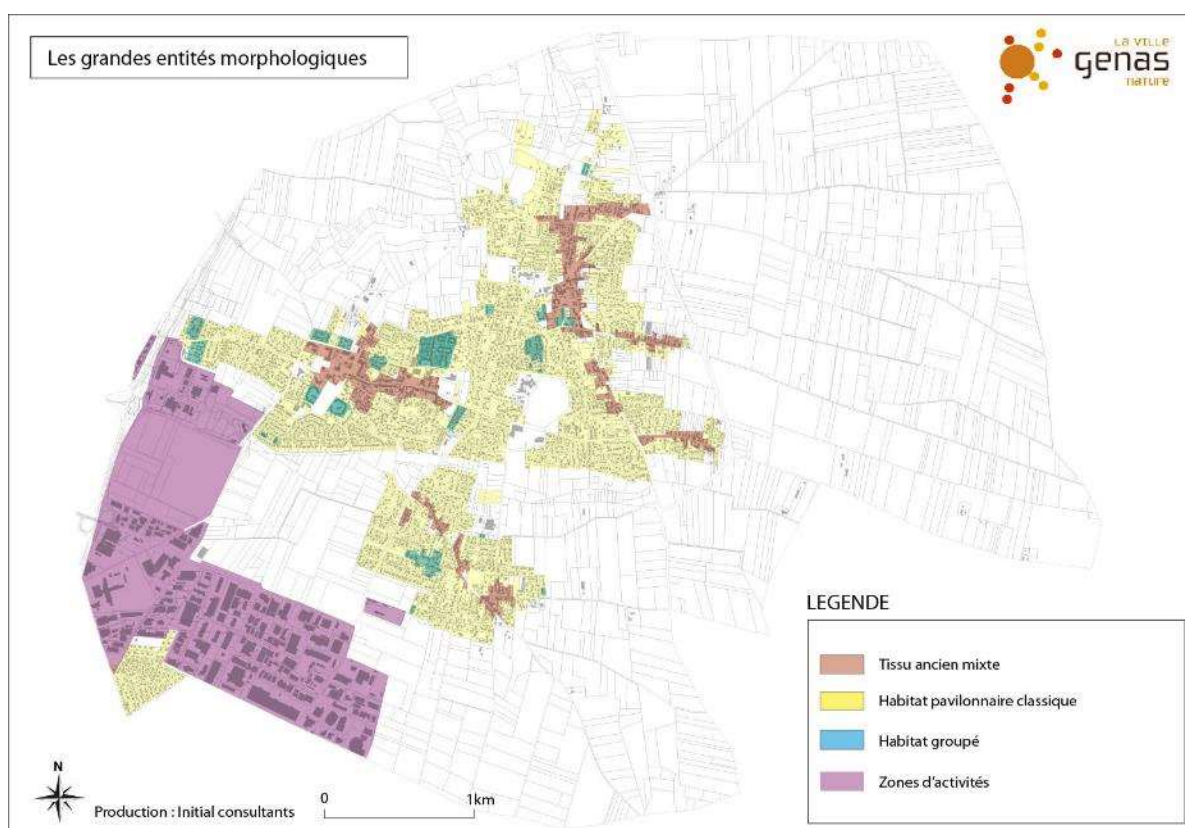 Les grandes entités morphologiques
LA VILLE
genas
nature
LEGENDE
Tissu ancien mixte
Habitat pavilonnaire classique
Habitat groupé
Zones d'activités
N
Production : Initial consultants
0
1km